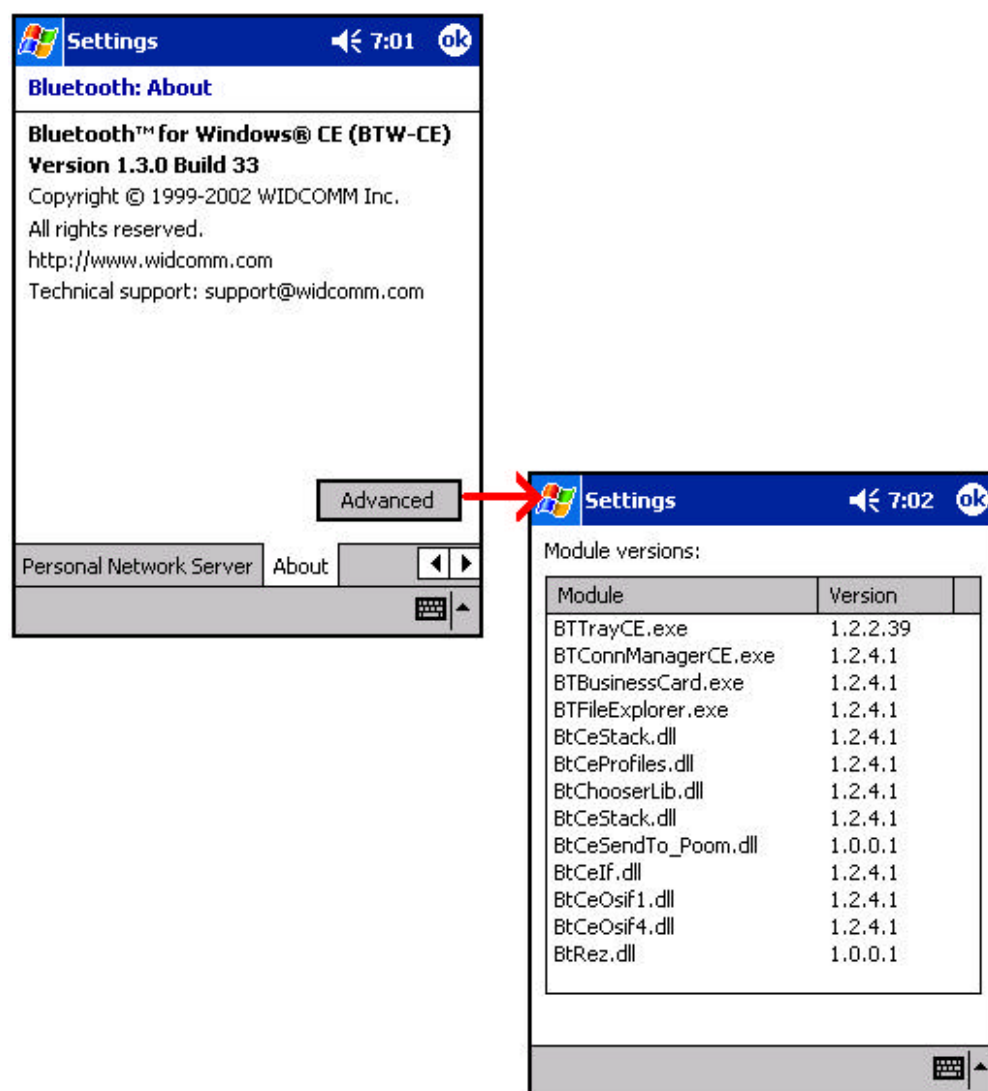 Settings 7:01 ok
Bluetooth: About
Bluetooth™ for Windows® CE (BTW-CE)
Version 1.3.0 Build 33
Copyright © 1999-2002 WIDCOMM Inc.
All rights reserved.
http://www.widcomm.com
Technical support: support@widcomm.com
Advanced
Personal Network Server About
Settings 7:02 ok
Module versions:
Module Version
BTTrayCE.exe 1.2.2.39
BTConnManagerCE.exe 1.2.4.1
BTBusinessCard.exe 1.2.4.1
BTFileExplorer.exe 1.2.4.1
BtCeStack.dll 1.2.4.1
BtCeProfiles.dll 1.2.4.1
BtChooserLib.dll 1.2.4.1
BtCeStack.dll 1.2.4.1
BtCeSendTo_Poom.dll 1.0.0.1
BtCeIf.dll 1.2.4.1
BtCeOsif1.dll 1.2.4.1
BtCeOsif4.dll 1.2.4.1
BtRez.dll 1.0.0.1